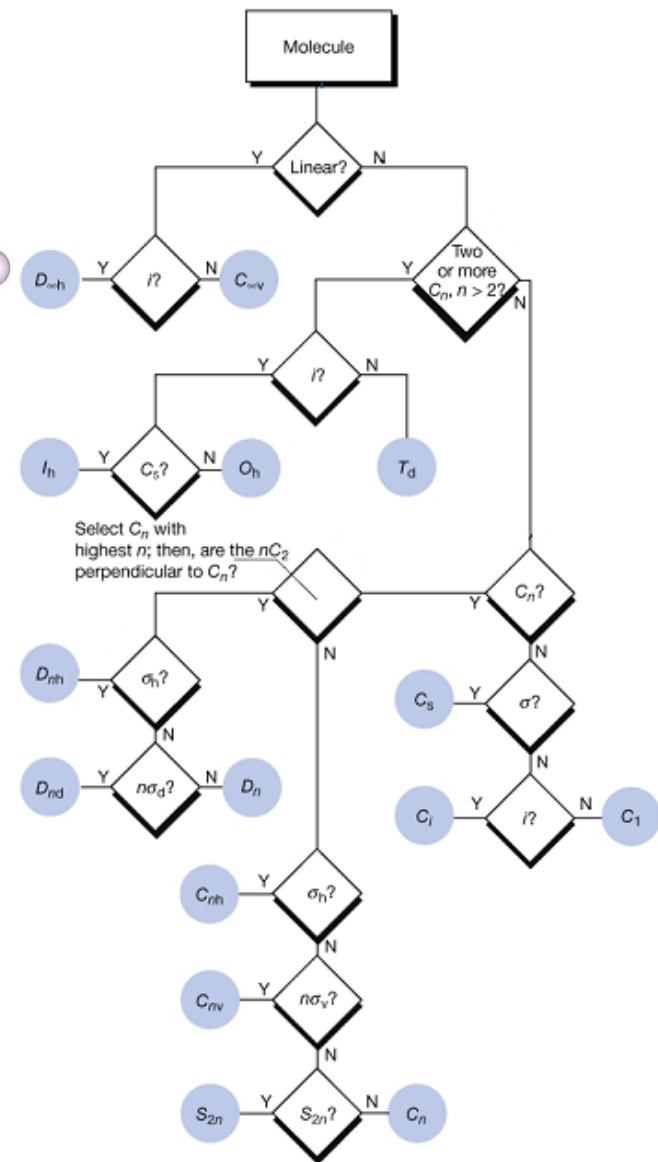 Molecule
Y
Linear?
N
D∞h
Y
i?
N
C∞v
Y
Two
or more
Cn, n > 2?
N
Y
i?
N
Ih
Y
C5?
N
Oh
Td
Select Cn with
highest n; then, are the nC2
perpendicular to Cn?
Y
N
Y
Cn?
N
Dnh
Y
σh?
N
Cs
Y
σ?
N
Dnd
Y
nσd?
N
Dn
Ci
Y
i?
N
C1
Cnh
Y
σh?
N
Cnv
Y
nσv?
N
S2n
Y
S2n?
N
Cn